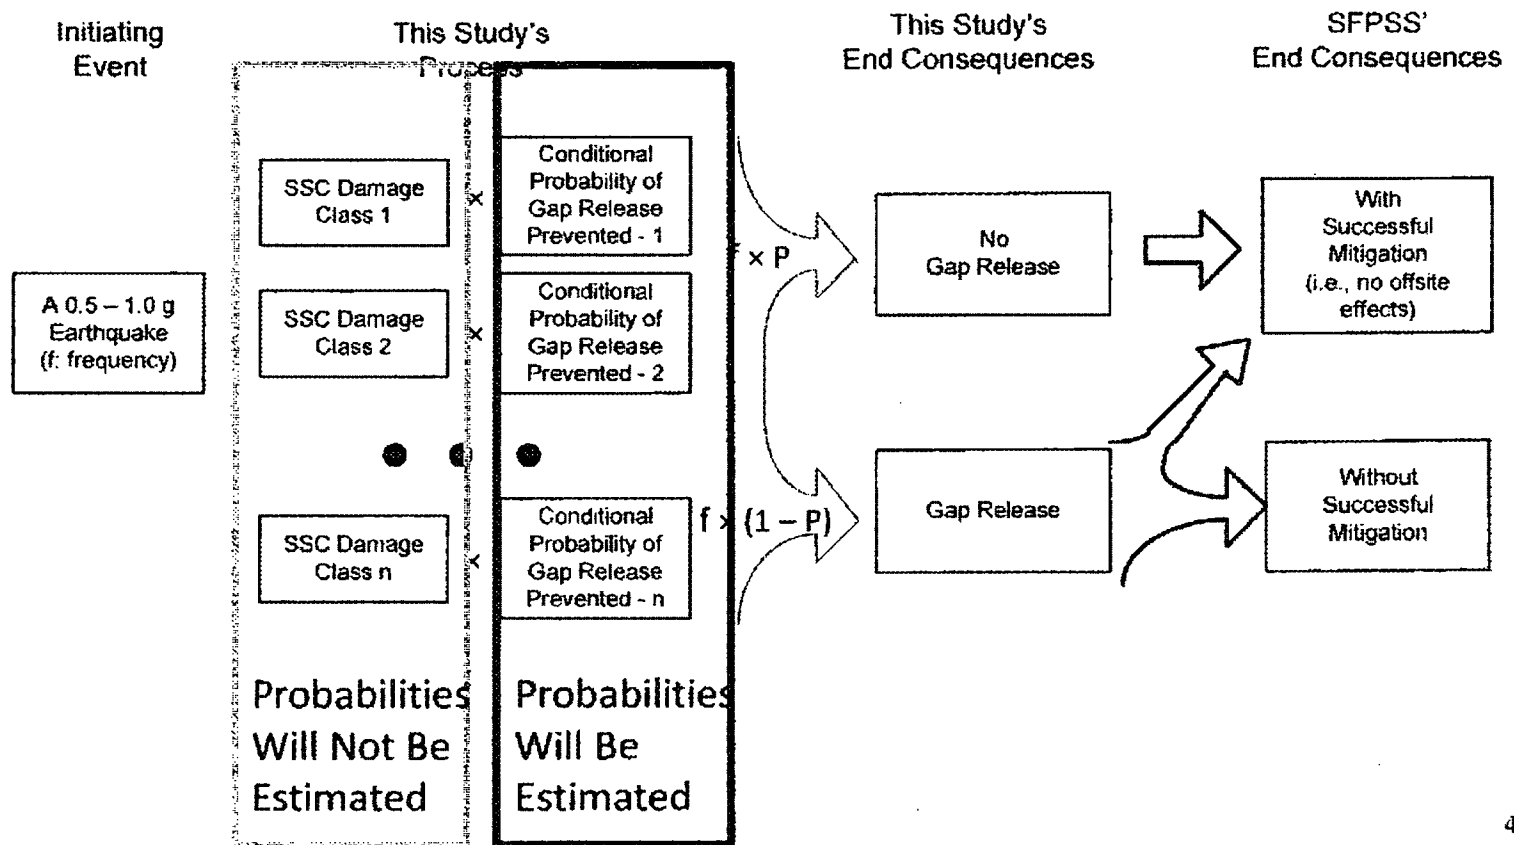 Initiating
Event
This Study's
Process
This Study's
End Consequences
SFPSS'
End Consequences
A 0.5 – 1.0 g
Earthquake
(f: frequency)
SSC Damage
Class 1
×
Conditional
Probability of
Gap Release
Prevented - 1
SSC Damage
Class 2
×
Conditional
Probability of
Gap Release
Prevented - 2
SSC Damage
Class n
×
Conditional
Probability of
Gap Release
Prevented - n
f × P
f × (1 – P)
No
Gap Release
Gap Release
With
Successful
Mitigation
(i.e., no offsite
effects)
Without
Successful
Mitigation
Probabilities
Will Not Be
Estimated
Probabilities
Will Be
Estimated
4